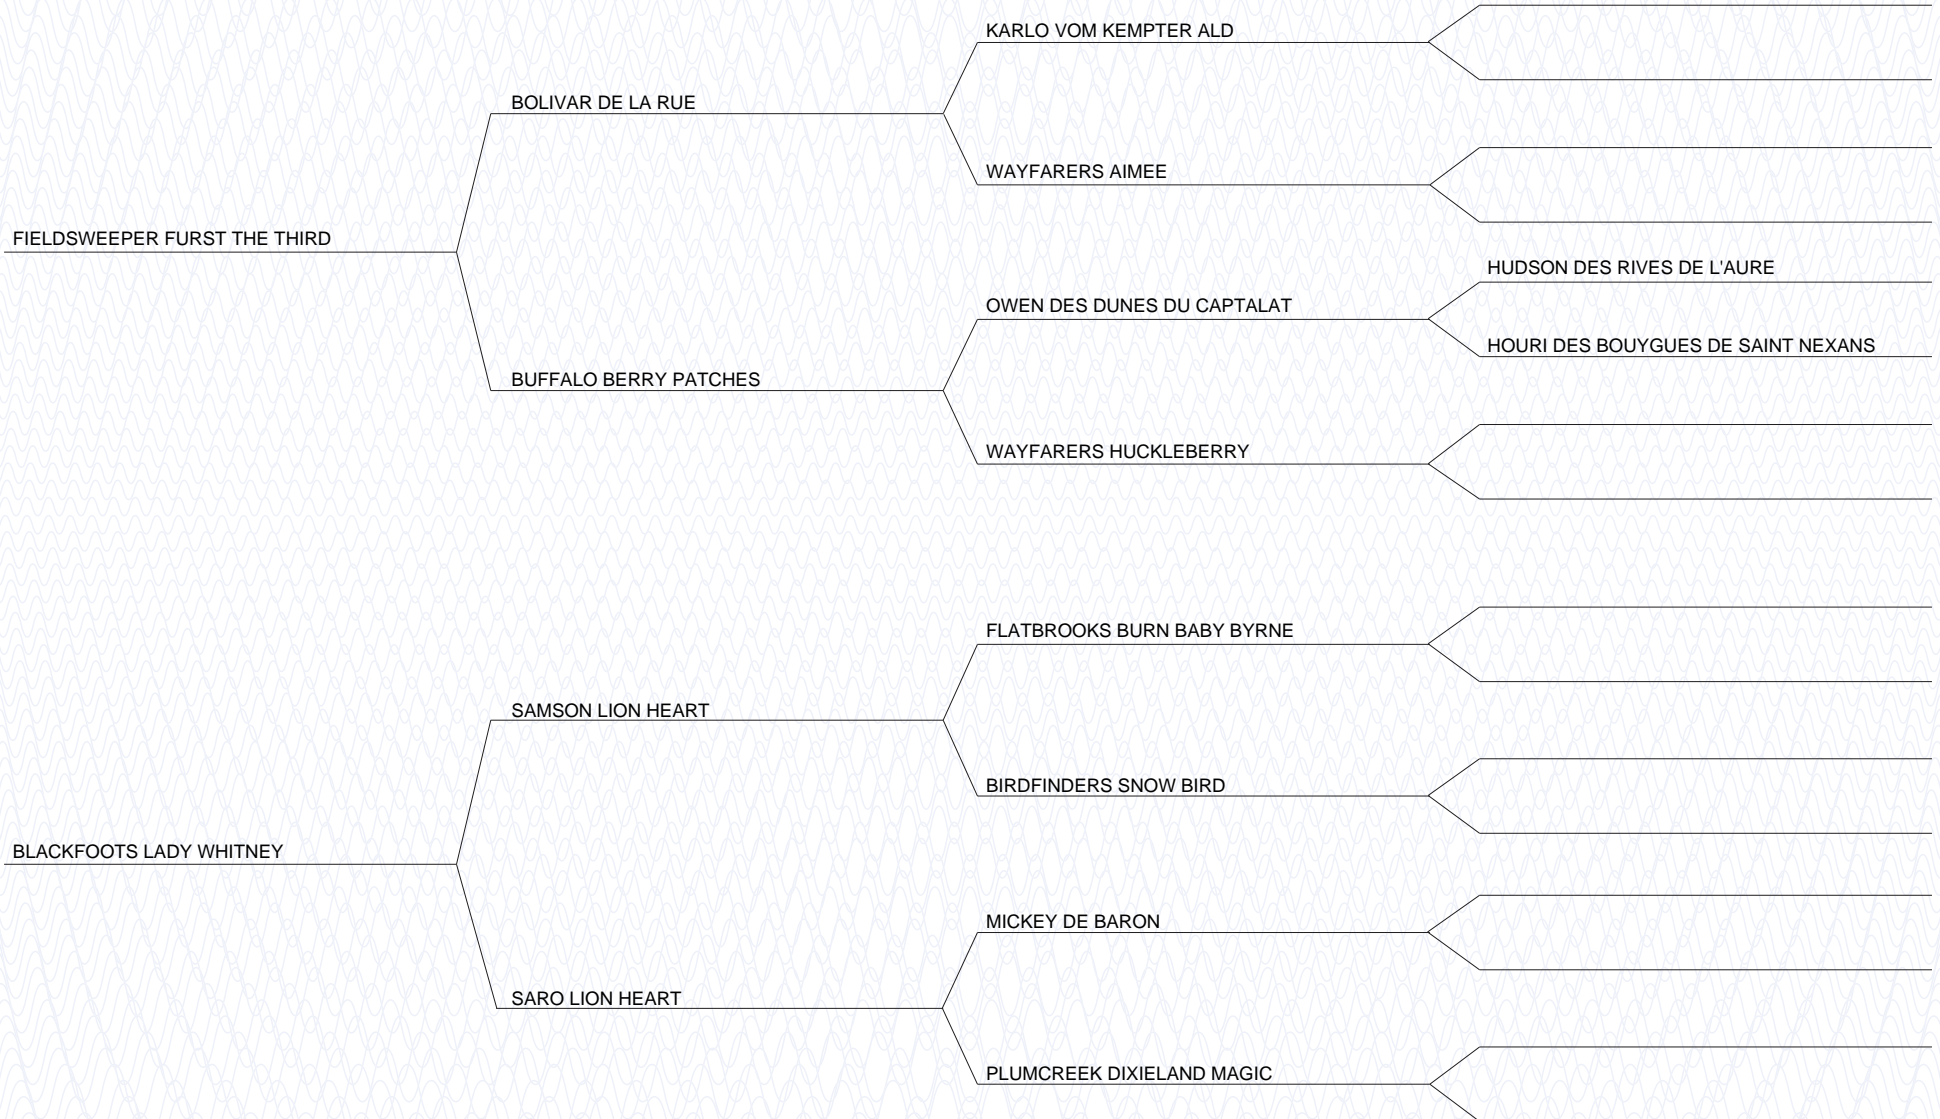 KARLO VOM KEMPTER ALD
BOLIVAR DE LA RUE
WAYFARERS AIMEE
FIELDSWEEPER FURST THE THIRD
HUDSON DES RIVES DE L'AURE
OWEN DES DUNES DU CAPTALAT
HOURI DES BOUYGUES DE SAINT NEXANS
BUFFALO BERRY PATCHES
WAYFARERS HUCKLEBERRY
FLATBROOKS BURN BABY BYRNE
SAMSON LION HEART
BIRDFINDERS SNOW BIRD
BLACKFOOTS LADY WHITNEY
MICKEY DE BARON
SARO LION HEART
PLUMCREEK DIXIELAND MAGIC